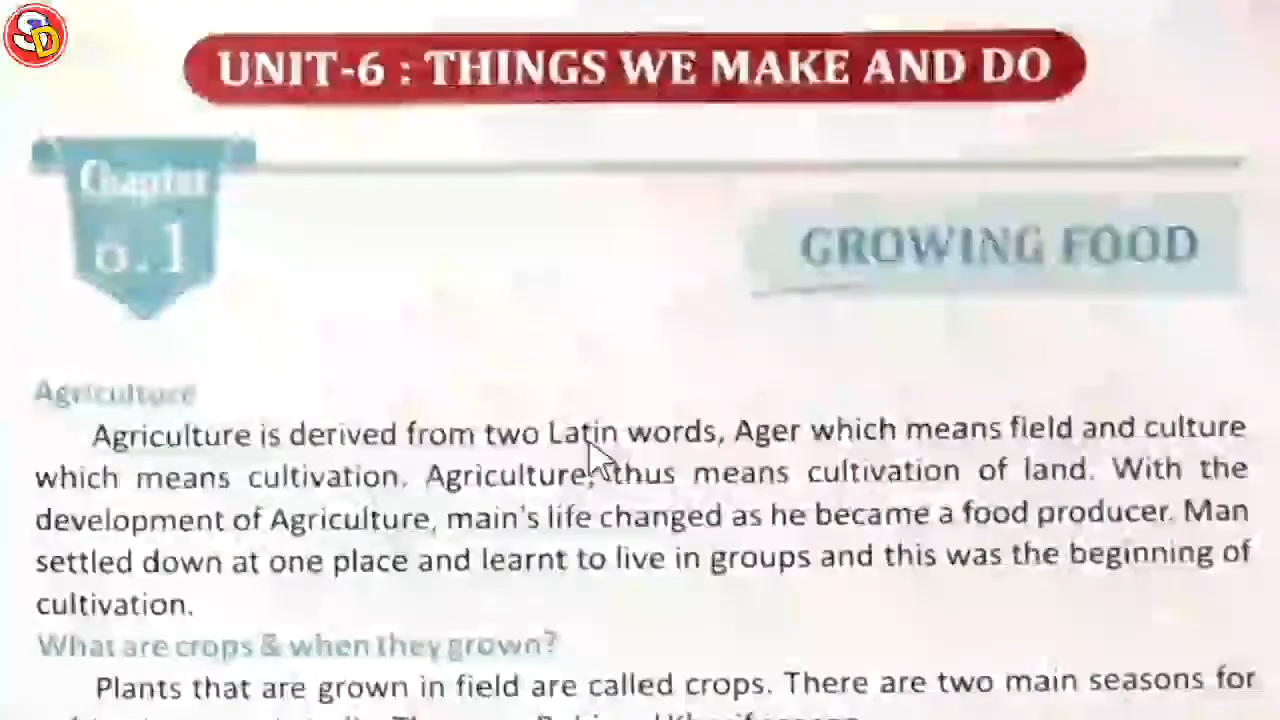 SD
UNIT-6 : THINGS WE MAKE AND DO
Chapter
6.1
GROWING FOOD
Agriculture
Agriculture is derived from two Latin words, Ager which means field and culture
which means cultivation. Agriculture, thus means cultivation of land. With the
development of Agriculture, main's life changed as he became a food producer. Man
settled down at one place and learnt to live in groups and this was the beginning of
cultivation.
What are crops & when they grown?
Plants that are grown in field are called crops. There are two main seasons for